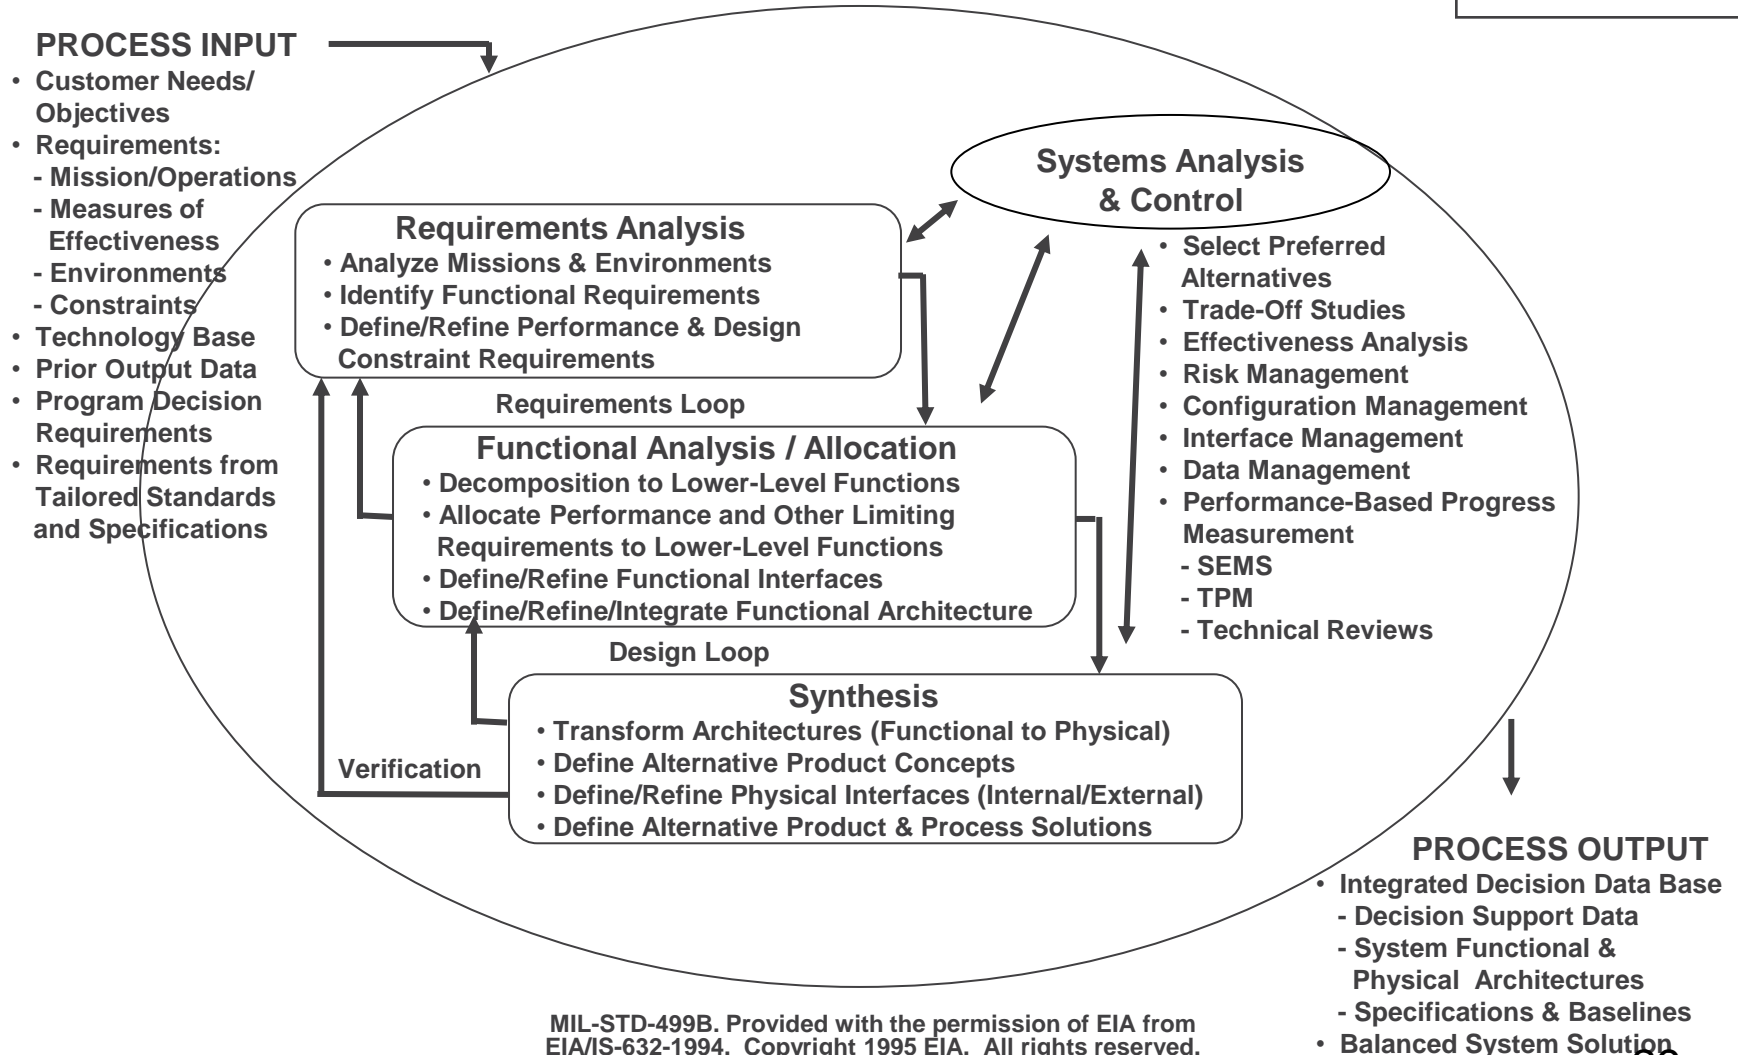 PROCESS INPUT
• Customer Needs/
Objectives
• Requirements:
- Mission/Operations
- Measures of
Effectiveness
- Environments
- Constraints
• Technology Base
• Prior Output Data
• Program Decision
Requirements
• Requirements from
Tailored Standards
and Specifications
Systems Analysis
& Control
• Select Preferred
Alternatives
• Trade-Off Studies
• Effectiveness Analysis
• Risk Management
• Configuration Management
• Interface Management
• Data Management
• Performance-Based Progress
Measurement
- SEMS
- TPM
- Technical Reviews
Requirements Analysis
• Analyze Missions & Environments
• Identify Functional Requirements
• Define/Refine Performance & Design
Constraint Requirements
Requirements Loop
Functional Analysis / Allocation
• Decomposition to Lower-Level Functions
• Allocate Performance and Other Limiting
Requirements to Lower-Level Functions
• Define/Refine Functional Interfaces
• Define/Refine/Integrate Functional Architecture
Design Loop
Synthesis
• Transform Architectures (Functional to Physical)
• Define Alternative Product Concepts
• Define/Refine Physical Interfaces (Internal/External)
• Define Alternative Product & Process Solutions
Verification
PROCESS OUTPUT
• Integrated Decision Data Base
- Decision Support Data
- System Functional &
Physical Architectures
- Specifications & Baselines
• Balanced System Solution
MIL-STD-499B. Provided with the permission of EIA from
EIA/IS-632-1994. Copyright 1995 EIA. All rights reserved.